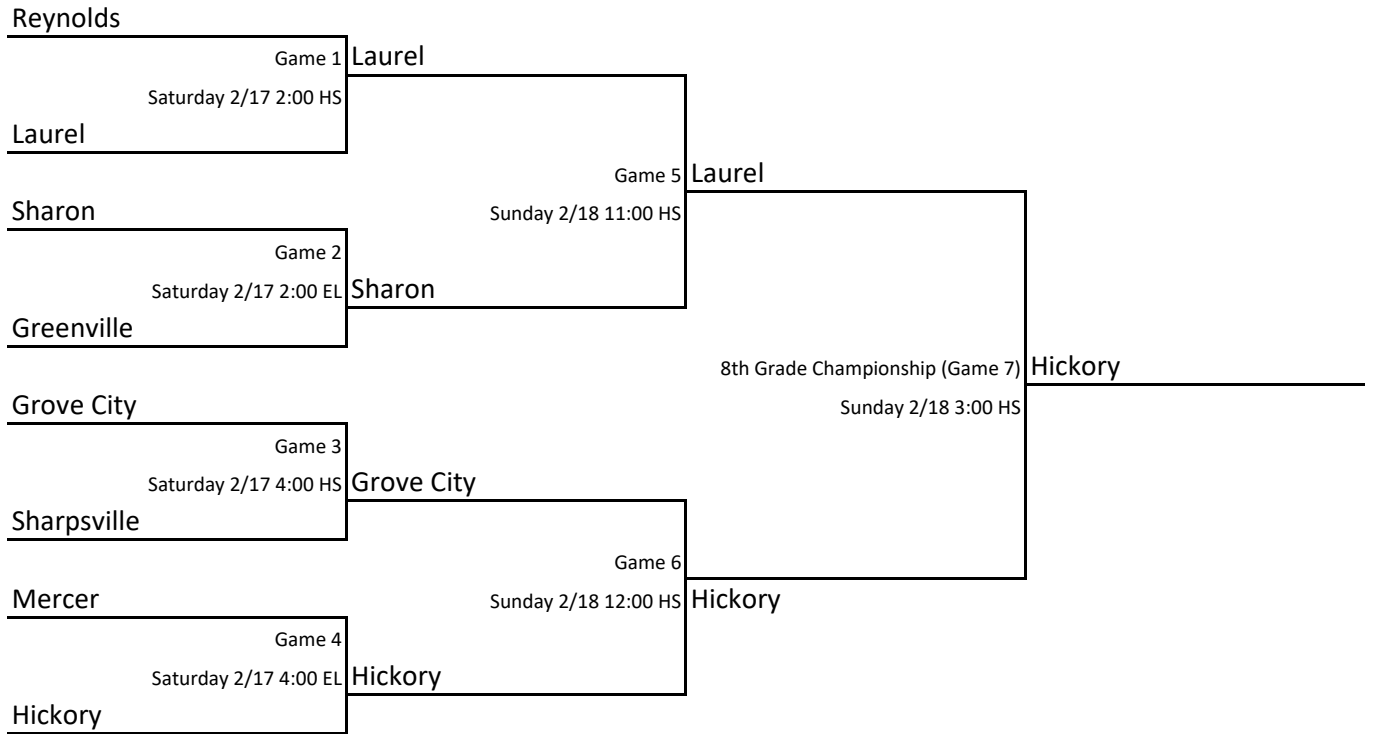 Reynolds
Game 1
Laurel
Saturday 2/17 2:00 HS
Laurel
Game 5
Laurel
Sharon
Sunday 2/18 11:00 HS
Game 2
Saturday 2/17 2:00 EL
Sharon
Greenville
8th Grade Championship (Game 7)
Hickory
Grove City
Sunday 2/18 3:00 HS
Game 3
Saturday 2/17 4:00 HS
Grove City
Sharpsville
Game 6
Mercer
Sunday 2/18 12:00 HS
Hickory
Game 4
Saturday 2/17 4:00 EL
Hickory
Hickory